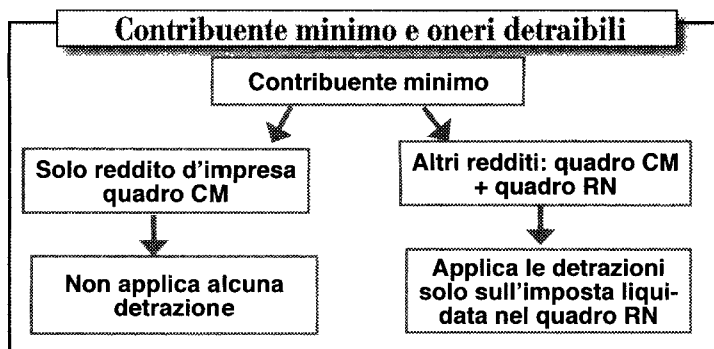 Contribuente minimo e oneri detraibili
Contribuente minimo
Solo reddito d'impresa
quadro CM
Altri redditi: quadro CM
+ quadro RN
Non applica alcuna
detrazione
Applica le detrazioni
solo sull'imposta liqui-
data nel quadro RN